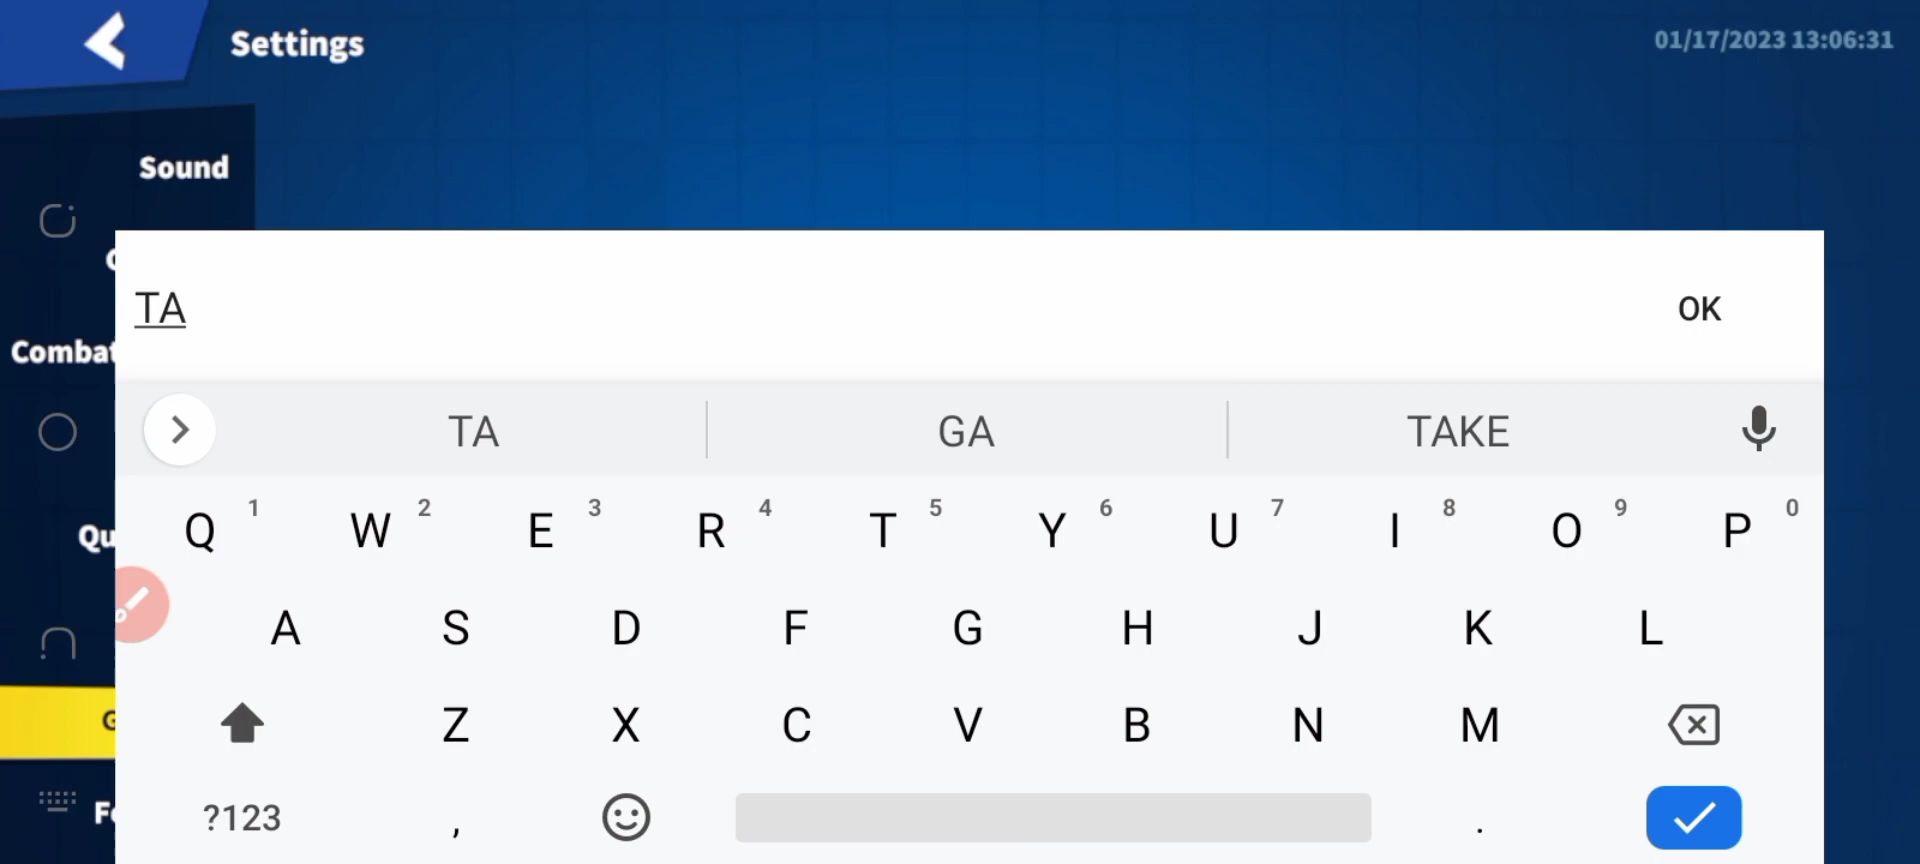 Settings
01/17/2023 13:06:31
Sound
Combat
Qu
TA
OK
TA GA TAKE
Q 1 W 2 E 3 R 4 T 5 Y 6 U 7 I 8 O 9 P 0
A S D F G H J K L
Z X C V B N M
?123 , .